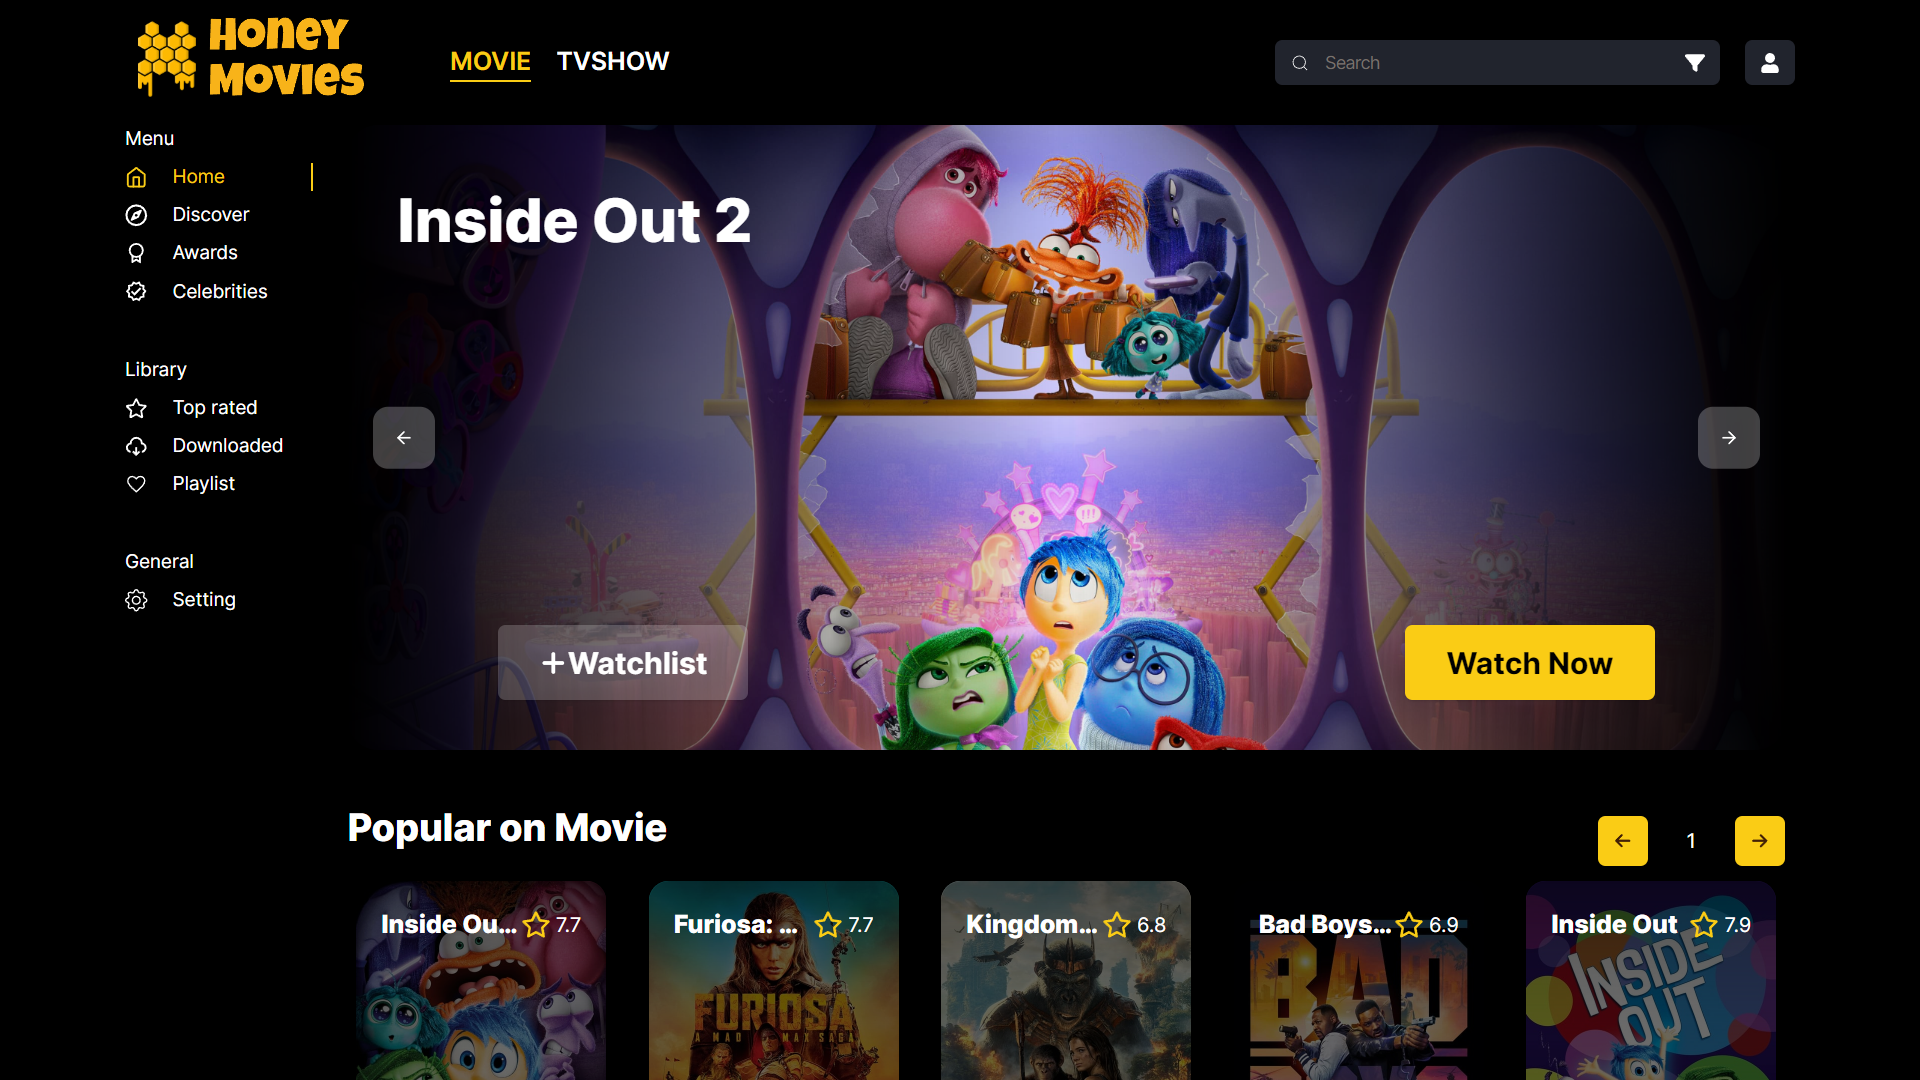 Honey
Movies
MOVIE TVSHOW
Search
Menu
Home
Discover
Awards
Celebrities
Library
Top rated
Downloaded
Playlist
General
Setting
Inside Out 2
+Watchlist
Watch Now
Popular on Movie
1
Inside Ou... 7.7
Furiosa: ... 7.7
Kingdom... 6.8
Bad Boys... 6.9
Inside Out 7.9
FURIOSA
A MAD MAX SAGA
BAD
INSIDE
OUT